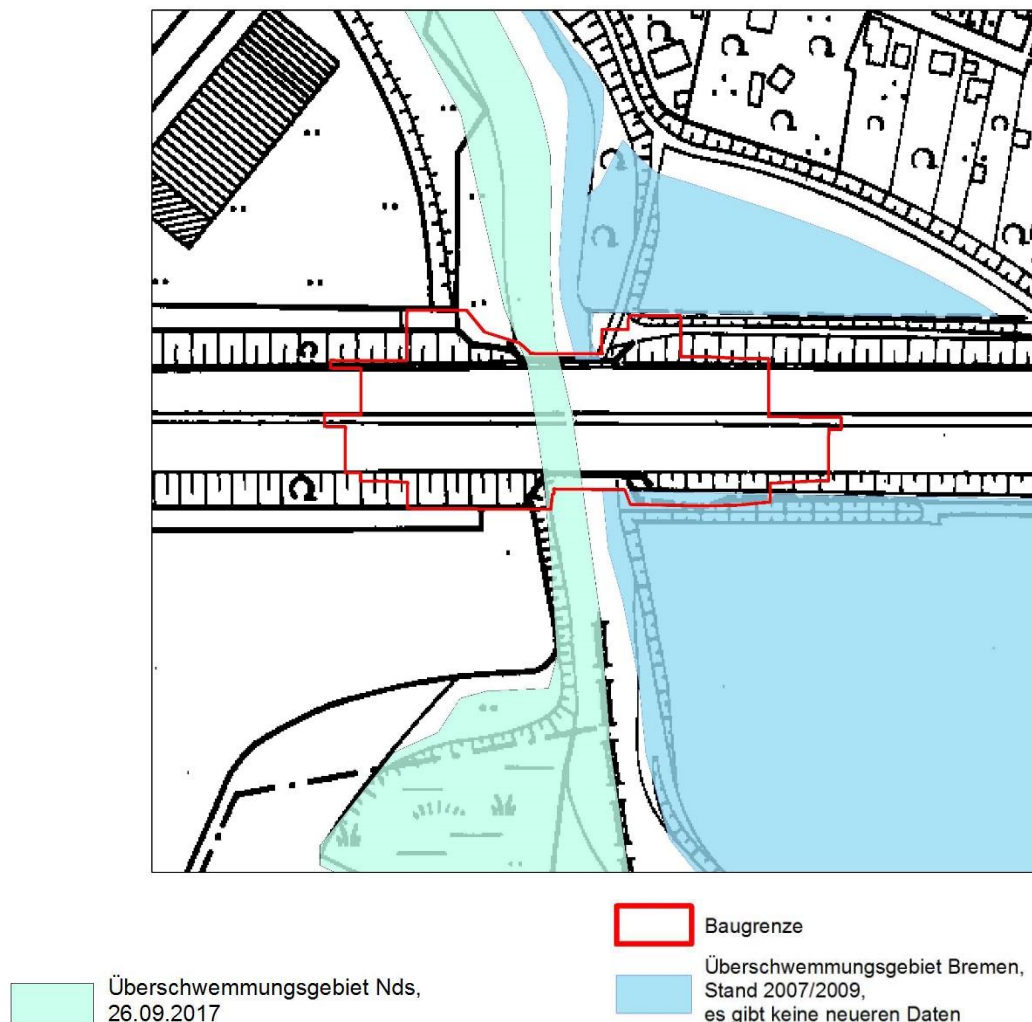 Baugrenze
Überschwemmungsgebiet Nds,
26.09.2017
Überschwemmungsgebiet Bremen,
Stand 2007/2009,
es gibt keine neueren Daten